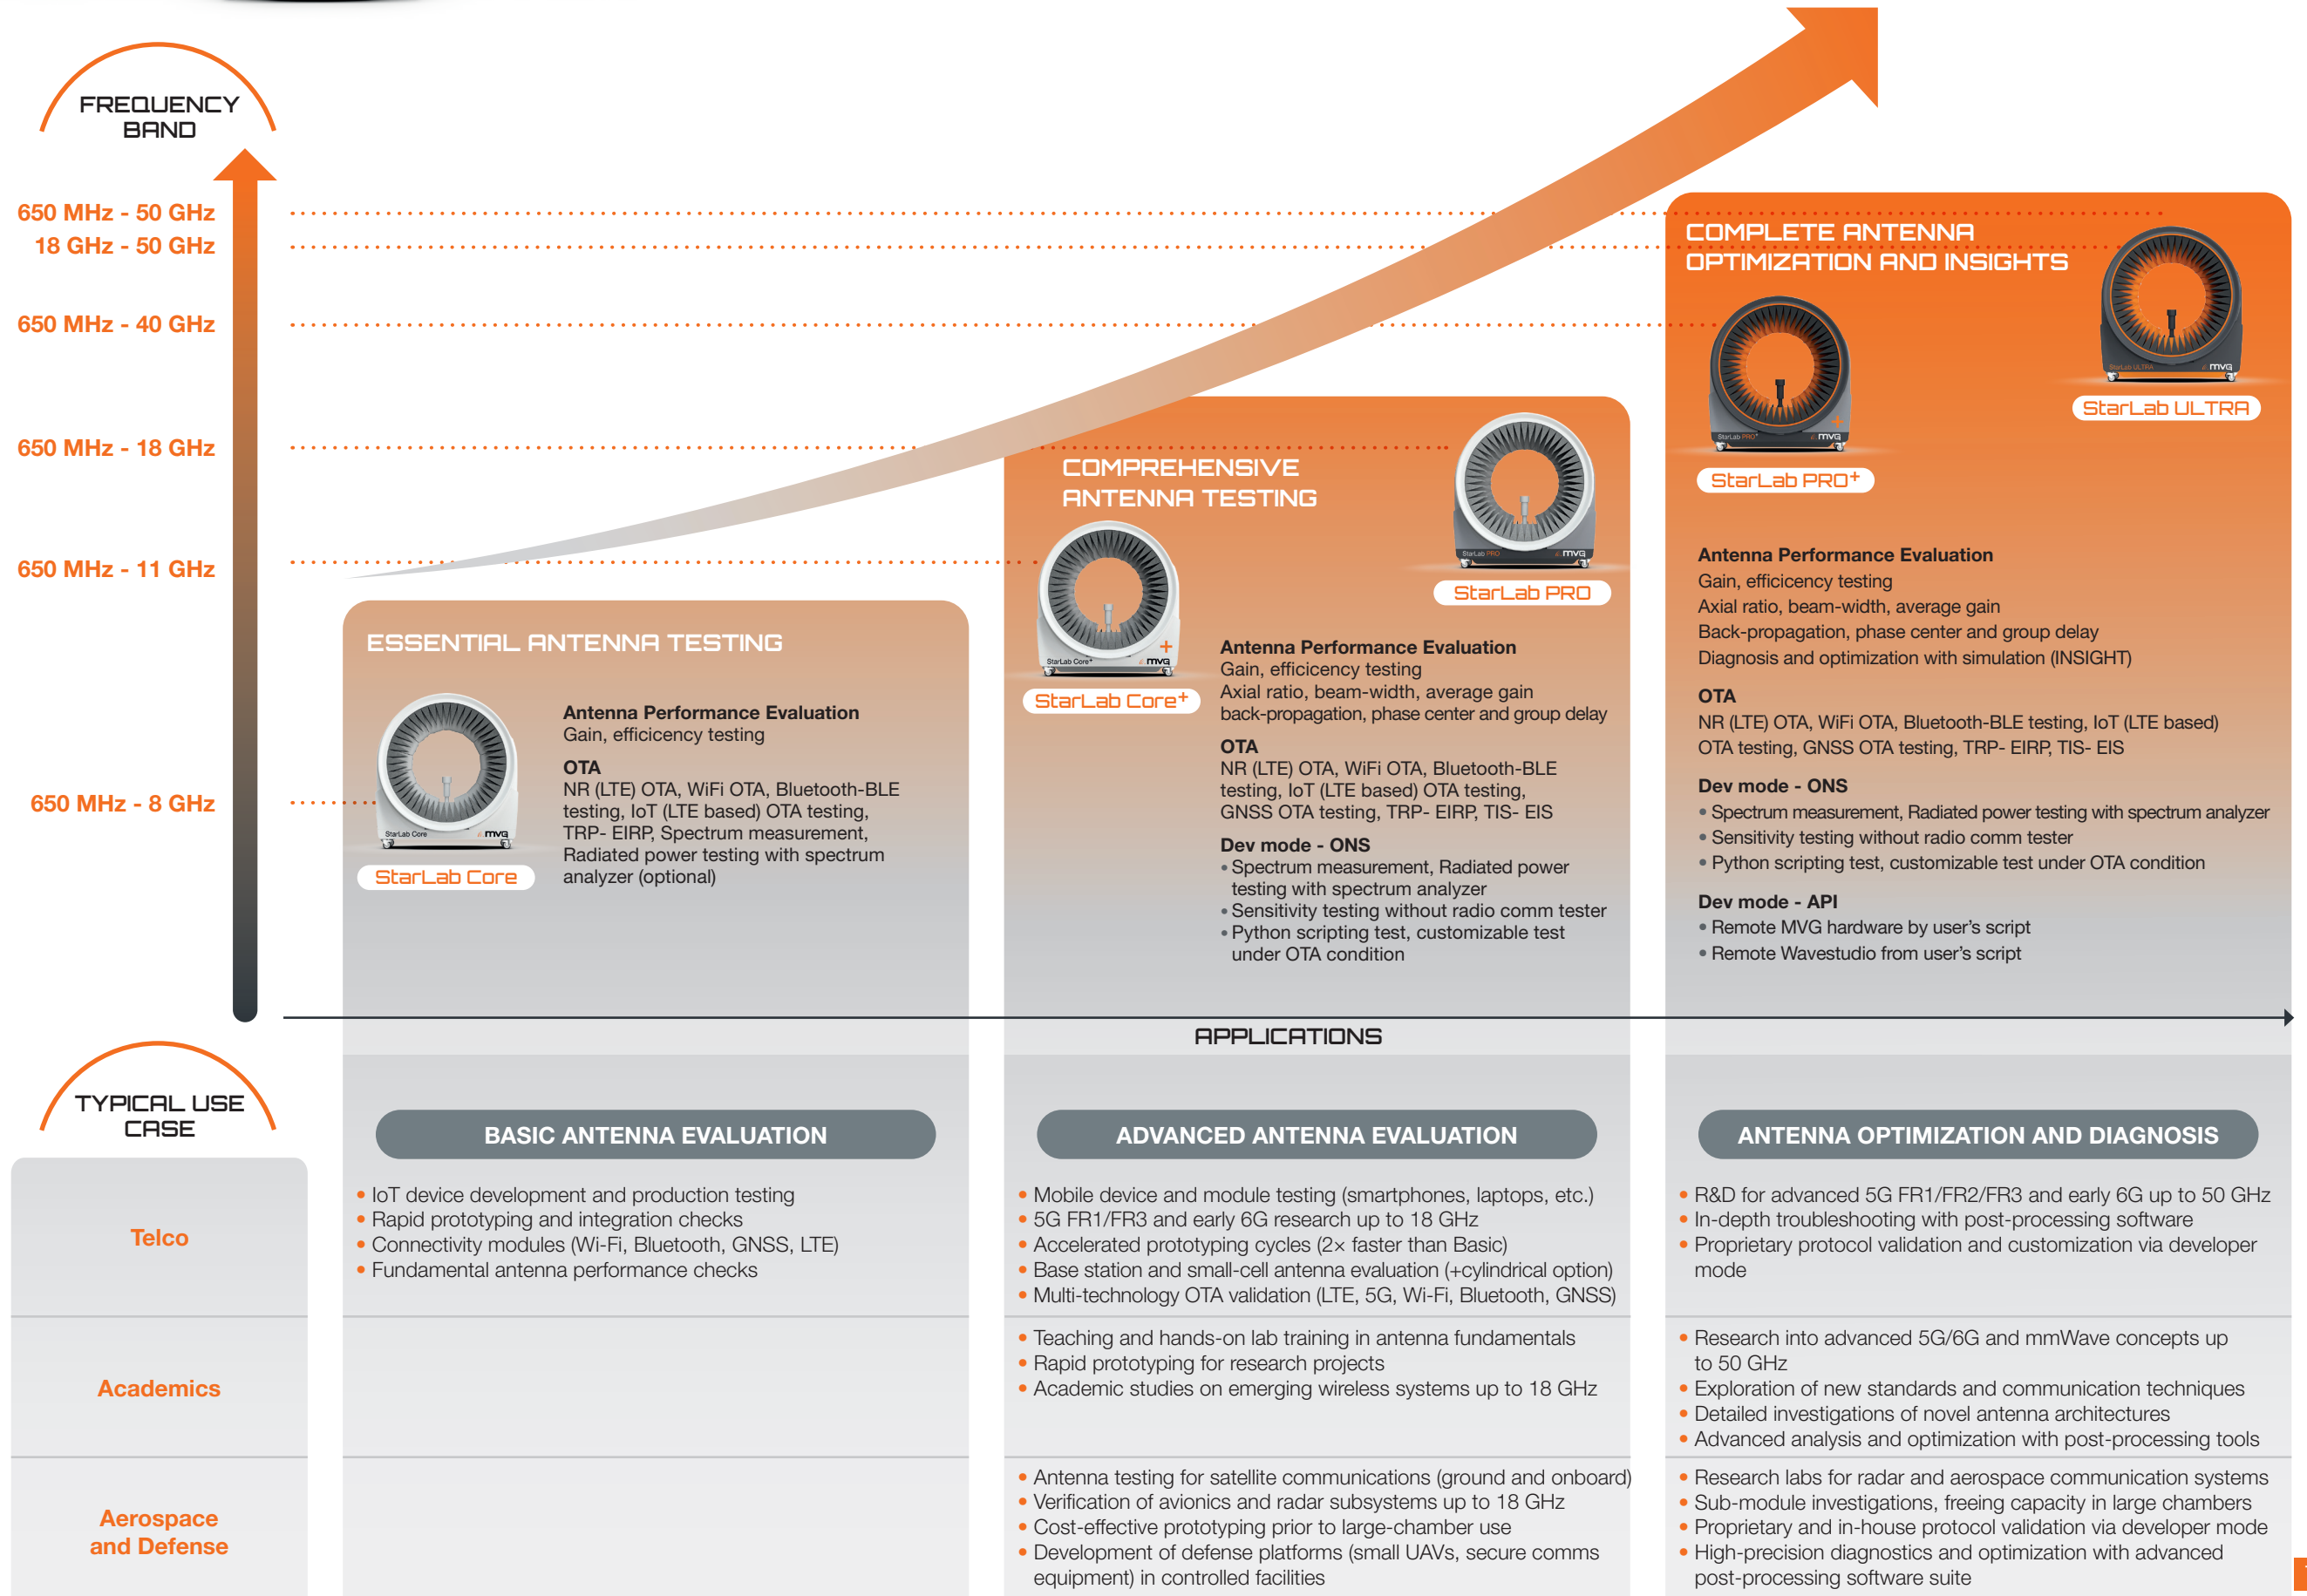 FREQUENCY
BAND
650 MHz - 50 GHz
18 GHz - 50 GHz
650 MHz - 40 GHz
650 MHz - 18 GHz
650 MHz - 11 GHz
650 MHz - 8 GHz
ESSENTIAL ANTENNA TESTING
StarLab Core
mvg
StarLab Core
Antenna Performance Evaluation
Gain, efficicency testing
OTA
NR (LTE) OTA, WiFi OTA, Bluetooth-BLE
testing, IoT (LTE based) OTA testing,
TRP- EIRP, Spectrum measurement,
Radiated power testing with spectrum
analyzer (optional)
COMPREHENSIVE
ANTENNA TESTING
StarLab Core+
mvg
StarLab Core+
StarLab PRO
mvg
StarLab PRO
Antenna Performance Evaluation
Gain, efficicency testing
Axial ratio, beam-width, average gain
back-propagation, phase center and group delay
OTA
NR (LTE) OTA, WiFi OTA, Bluetooth-BLE
testing, IoT (LTE based) OTA testing,
GNSS OTA testing, TRP- EIRP, TIS- EIS
Dev mode - ONS
• Spectrum measurement, Radiated power
testing with spectrum analyzer
• Sensitivity testing without radio comm tester
• Python scripting test, customizable test
under OTA condition
COMPLETE ANTENNA
OPTIMIZATION AND INSIGHTS
StarLab PRO+
mvg
StarLab PRO+
StarLab ULTRA
mvg
StarLab ULTRA
Antenna Performance Evaluation
Gain, efficicency testing
Axial ratio, beam-width, average gain
Back-propagation, phase center and group delay
Diagnosis and optimization with simulation (INSIGHT)
OTA
NR (LTE) OTA, WiFi OTA, Bluetooth-BLE testing, IoT (LTE based)
OTA testing, GNSS OTA testing, TRP- EIRP, TIS- EIS
Dev mode - ONS
• Spectrum measurement, Radiated power testing with spectrum analyzer
• Sensitivity testing without radio comm tester
• Python scripting test, customizable test under OTA condition
Dev mode - API
• Remote MVG hardware by user's script
• Remote Wavestudio from user's script
APPLICATIONS
TYPICAL USE
CASE
BASIC ANTENNA EVALUATION
ADVANCED ANTENNA EVALUATION
ANTENNA OPTIMIZATION AND DIAGNOSIS
Telco
• IoT device development and production testing
• Rapid prototyping and integration checks
• Connectivity modules (Wi-Fi, Bluetooth, GNSS, LTE)
• Fundamental antenna performance checks
• Mobile device and module testing (smartphones, laptops, etc.)
• 5G FR1/FR3 and early 6G research up to 18 GHz
• Accelerated prototyping cycles (2× faster than Basic)
• Base station and small-cell antenna evaluation (+cylindrical option)
• Multi-technology OTA validation (LTE, 5G, Wi-Fi, Bluetooth, GNSS)
• R&D for advanced 5G FR1/FR2/FR3 and early 6G up to 50 GHz
• In-depth troubleshooting with post-processing software
• Proprietary protocol validation and customization via developer
mode
Academics
• Teaching and hands-on lab training in antenna fundamentals
• Rapid prototyping for research projects
• Academic studies on emerging wireless systems up to 18 GHz
• Research into advanced 5G/6G and mmWave concepts up
to 50 GHz
• Exploration of new standards and communication techniques
• Detailed investigations of novel antenna architectures
• Advanced analysis and optimization with post-processing tools
Aerospace
and Defense
• Antenna testing for satellite communications (ground and onboard)
• Verification of avionics and radar subsystems up to 18 GHz
• Cost-effective prototyping prior to large-chamber use
• Development of defense platforms (small UAVs, secure comms
equipment) in controlled facilities
• Research labs for radar and aerospace communication systems
• Sub-module investigations, freeing capacity in large chambers
• Proprietary and in-house protocol validation via developer mode
• High-precision diagnostics and optimization with advanced
post-processing software suite